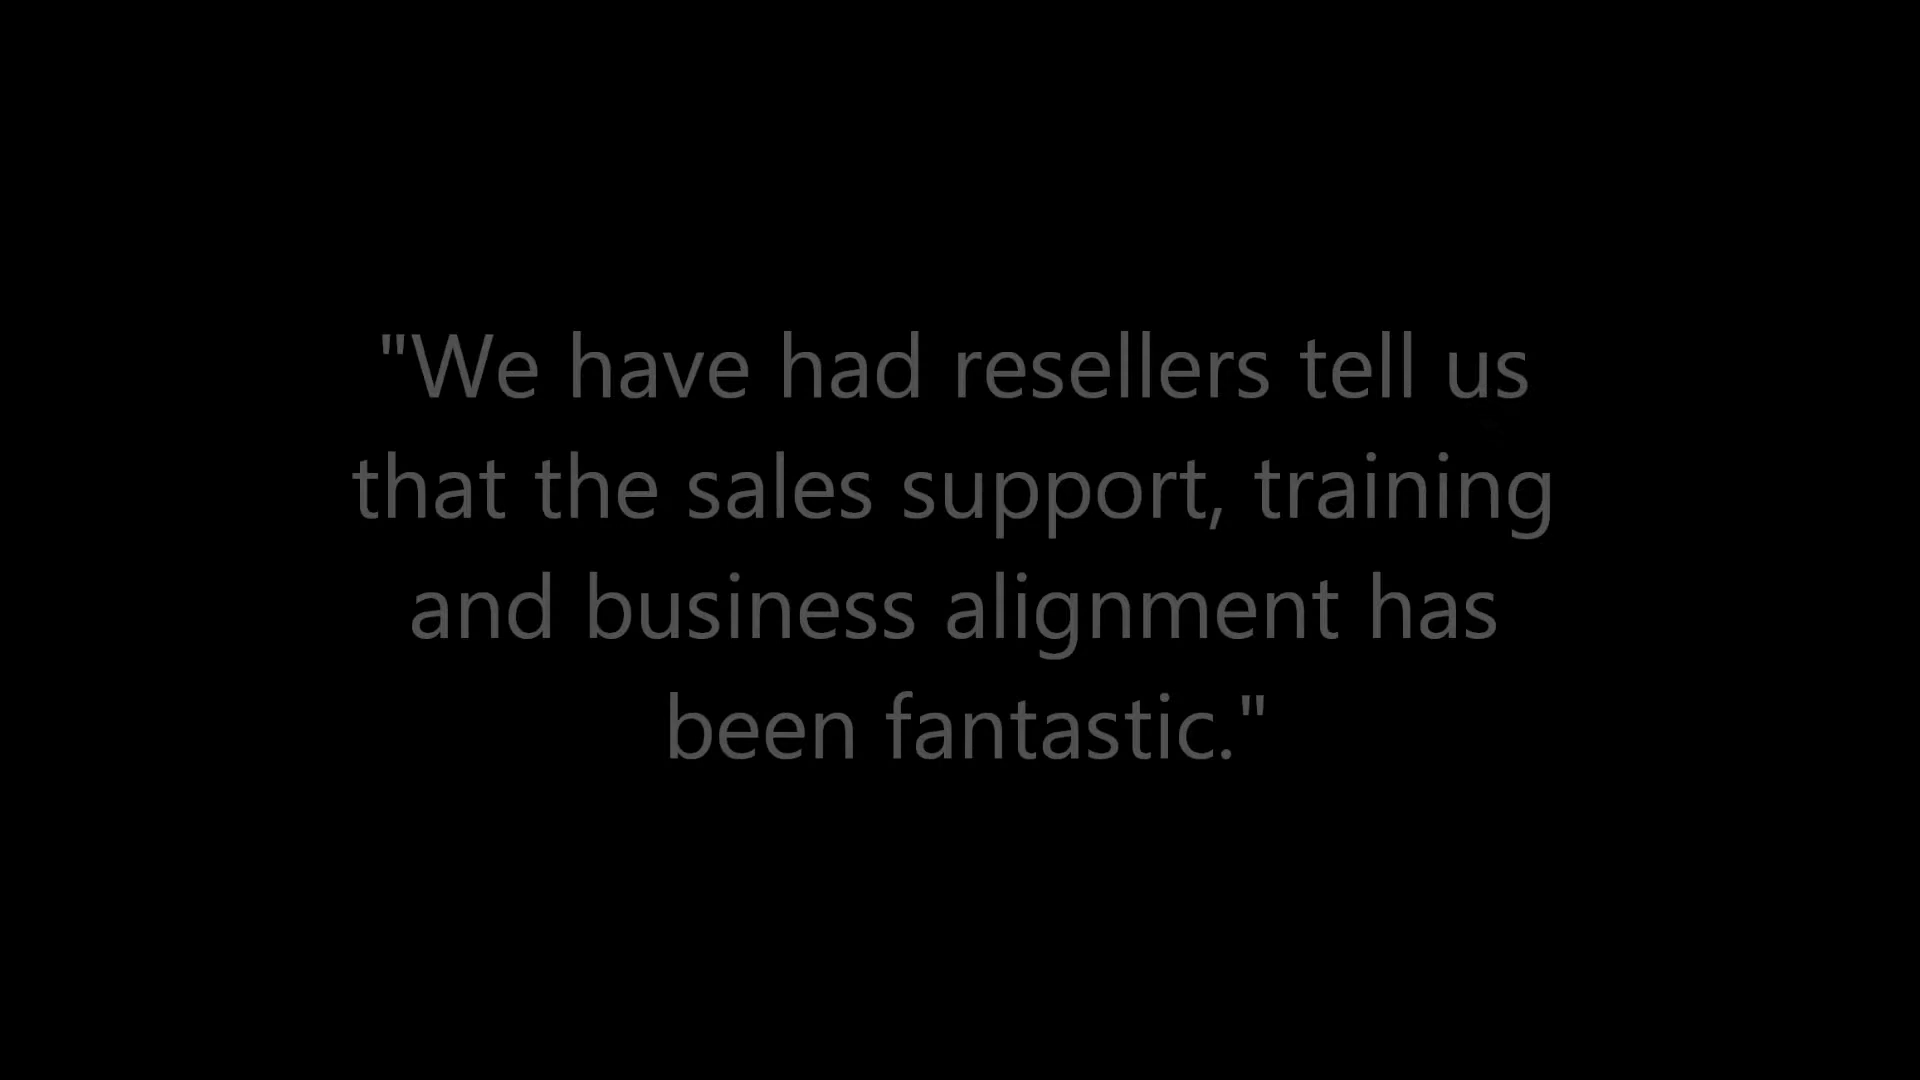 "We have had resellers tell us
that the sales support, training
and business alignment has
been fantastic."